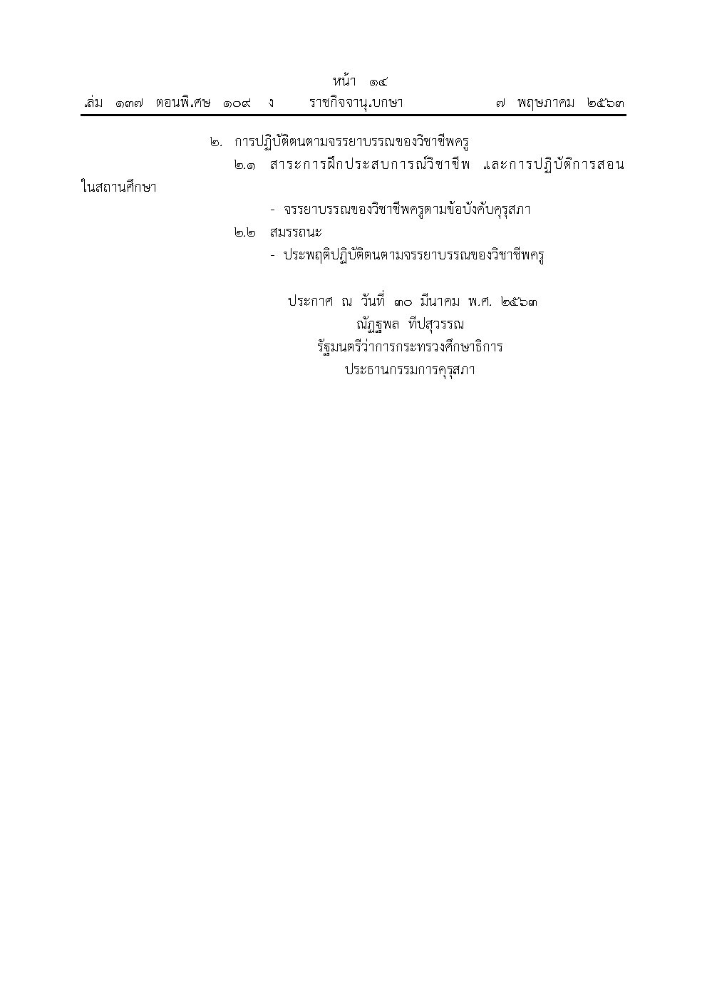 หน้า ๑๔
เล่ม ๑๓๗ ตอนพิเศษ ๑๐๙ ง ราชกิจจานุเบกษา ๗ พฤษภาคม ๒๕๖๓
๒. การปฏิบัติตนตามจรรยาบรรณของวิชาชีพครู
๒.๑ สาระการฝึกประสบการณ์วิชาชีพ และการปฏิบัติการสอน
ในสถานศึกษา
- จรรยาบรรณของวิชาชีพครูตามข้อบังคับคุรุสภา
๒.๒ สมรรถนะ
- ประพฤติปฏิบัติตนตามจรรยาบรรณของวิชาชีพครู
ประกาศ ณ วันที่ ๓๐ มีนาคม พ.ศ. ๒๕๖๓
ณัฏฐพล ทีปสุวรรณ
รัฐมนตรีว่าการกระทรวงศึกษาธิการ
ประธานกรรมการคุรุสภา